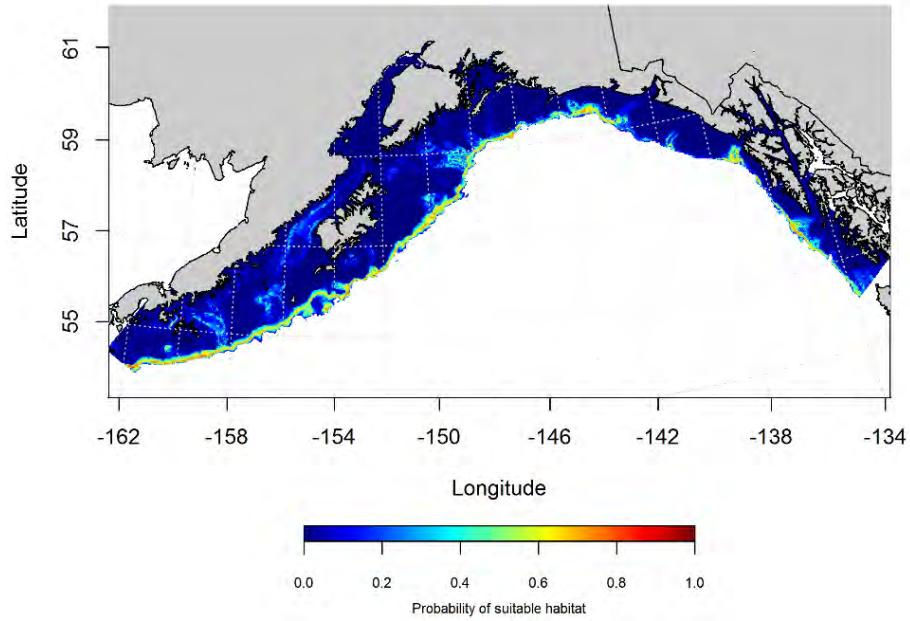 61
59
57
55
Latitude
-162 -158 -154 -150 -146 -142 -138 -134
Longitude
0.0 0.2 0.4 0.6 0.8 1.0
Probability of suitable habitat